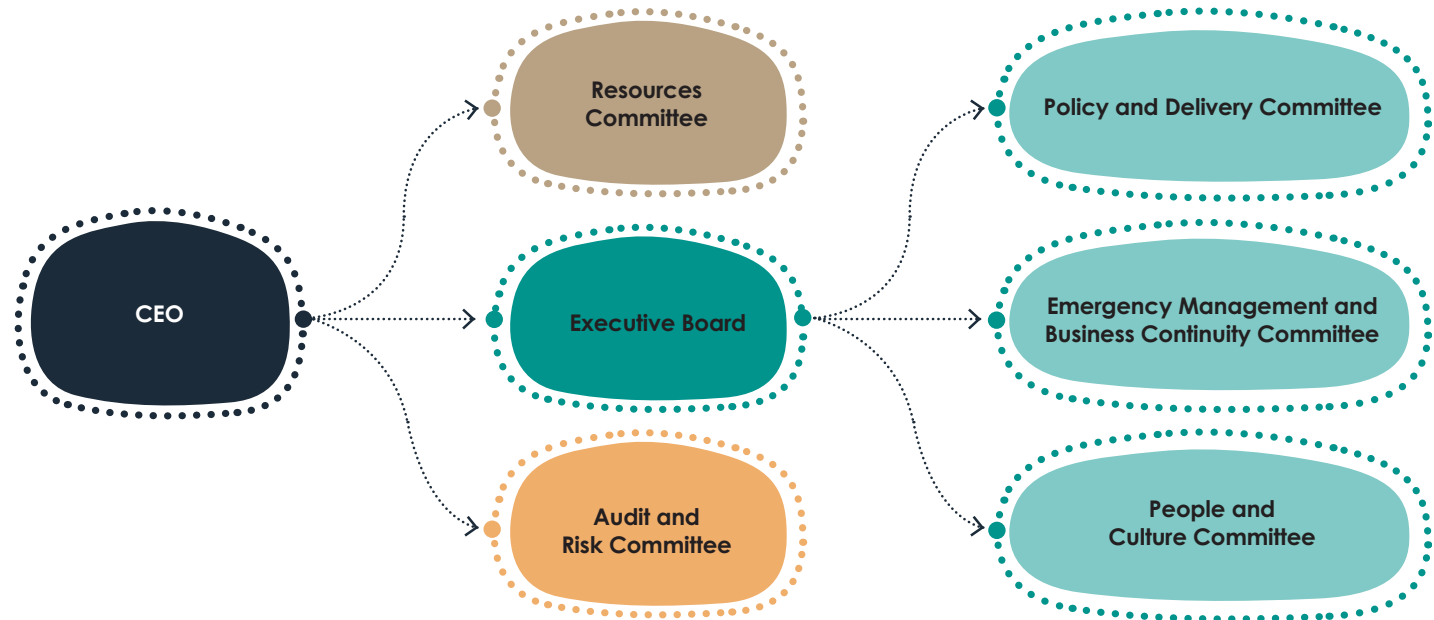 CEO
Resources
Committee
Executive Board
Audit and
Risk Committee
Policy and Delivery Committee
Emergency Management and
Business Continuity Committee
People and
Culture Committee